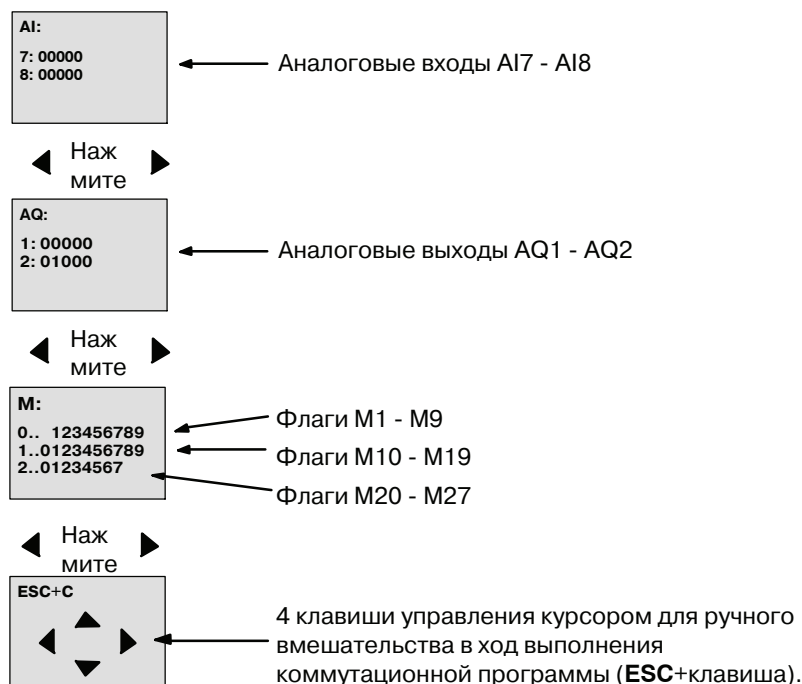 AI:
7: 00000
8: 00000
Аналоговые входы AI7 - AI8
Наж
мите
AQ:
1: 00000
2: 01000
Аналоговые выходы AQ1 - AQ2
Наж
мите
M:
0.. 123456789
1..0123456789
2..01234567
Флаги M1 - M9
Флаги M10 - M19
Флаги M20 - M27
Наж
мите
ESC+C
4 клавиши управления курсором для ручного
вмешательства в ход выполнения
коммутационной программы (ESC+клавиша).